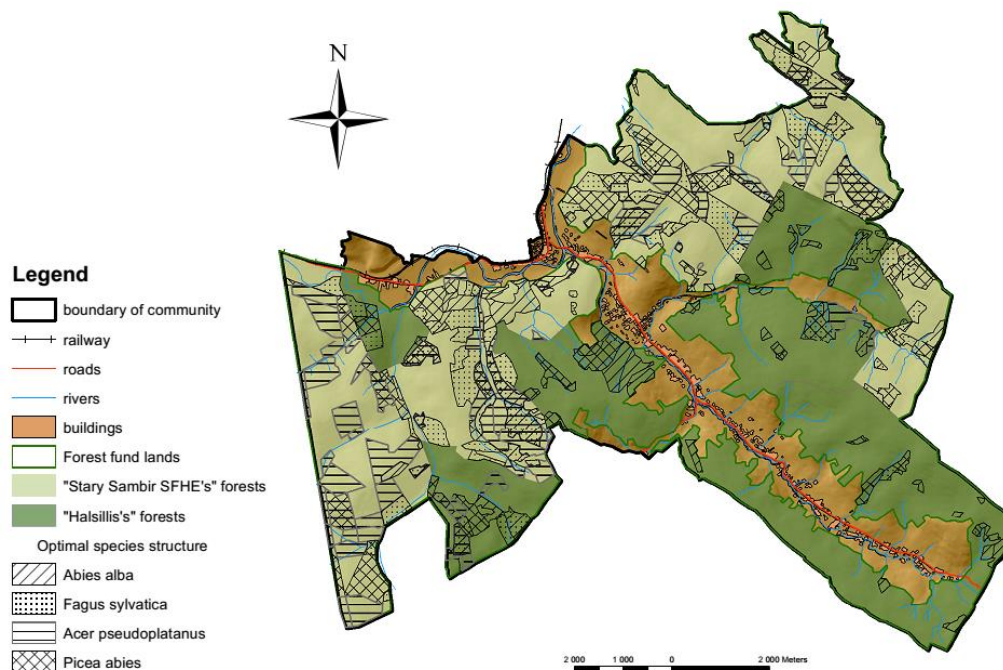 N
Legend
boundary of community
railway
roads
rivers
buildings
Forest fund lands
"Stary Sambir SFHE's" forests
"Halsillis's" forests
Optimal species structure
Abies alba
Fagus sylvatica
Acer pseudoplatanus
Picea abies
2 000 1 000 0 2 000 Meters